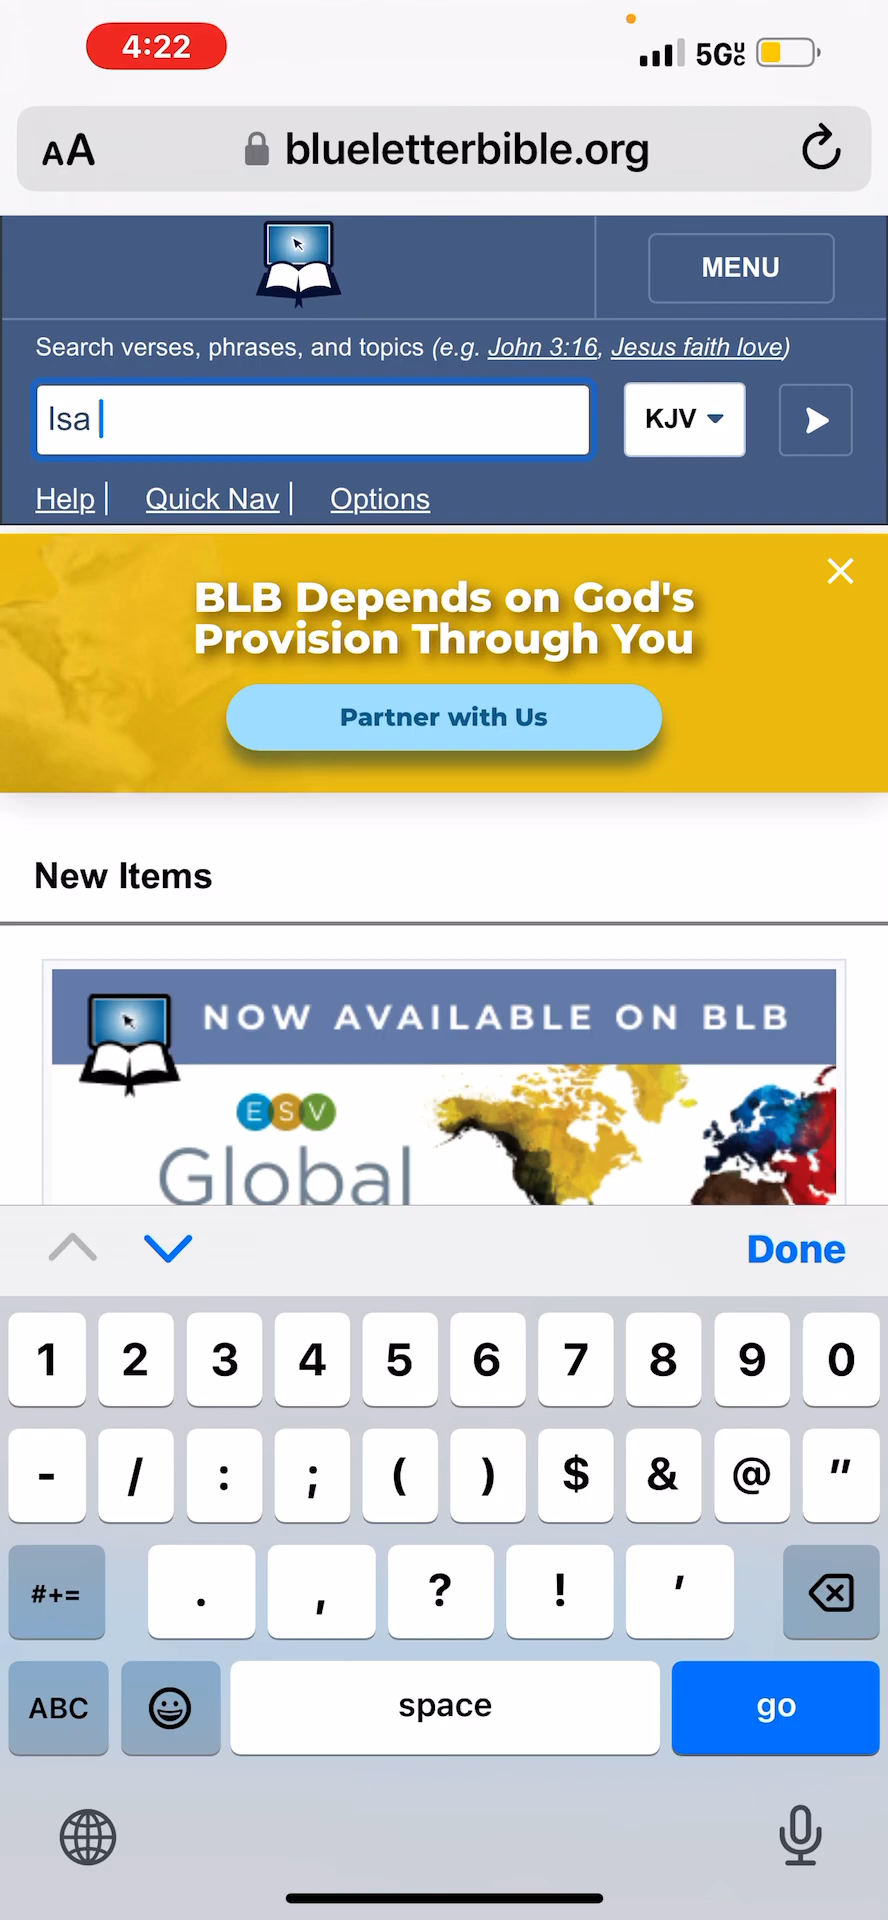 4:22
5GUC
AA
blueletterbible.org
MENU
Search verses, phrases, and topics (e.g. John 3:16, Jesus faith love)
Isa
KJV
Help | Quick Nav | Options
BLB Depends on God's
Provision Through You
Partner with Us
New Items
NOW AVAILABLE ON BLB
ESV
Global
Done
1 2 3 4 5 6 7 8 9 0
- / : ; ( ) $ & @ "
#+= . , ? ! '
ABC space go